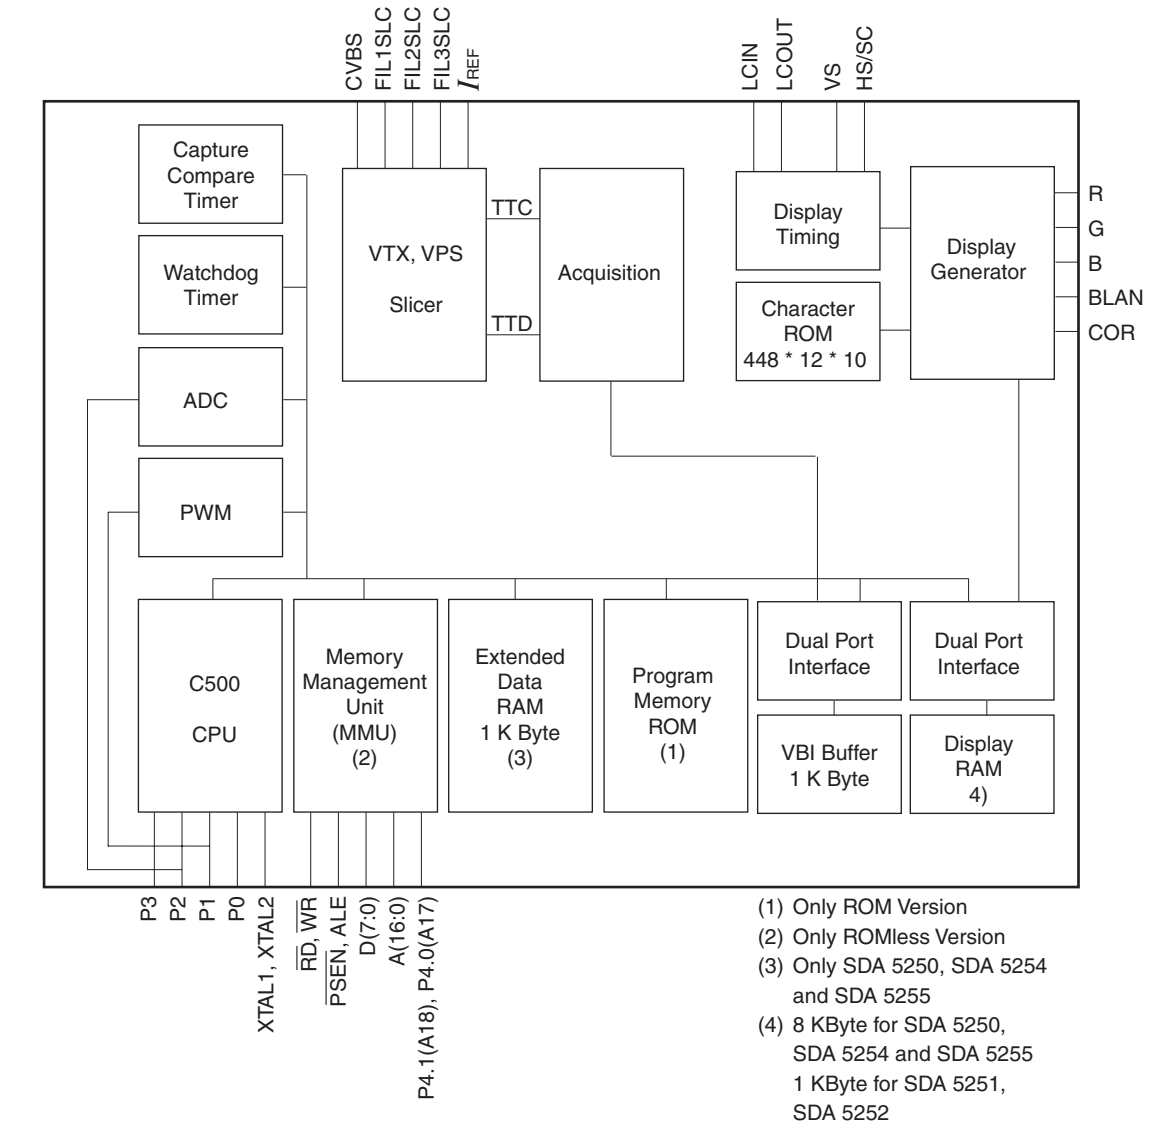 CVBS
FIL1SLC
FIL2SLC
FIL3SLC
IREF
LCIN
LCOUT
VS
HS/SC
Capture
Compare
Timer
Watchdog
Timer
ADC
PWM
VTX, VPS
Slicer
TTC
TTD
Acquisition
Display
Timing
Character
ROM
448 * 12 * 10
Display
Generator
R
G
B
BLAN
COR
C500
CPU
Memory
Management
Unit
(MMU)
(2)
Extended
Data
RAM
1 K Byte
(3)
Program
Memory
ROM
(1)
Dual Port
Interface
VBI Buffer
1 K Byte
Dual Port
Interface
Display
RAM
4)
P3
P2
P1
P0
XTAL1, XTAL2
RD, WR
PSEN, ALE
D(7:0)
A(16:0)
P4.1(A18), P4.0(A17)
(1) Only ROM Version
(2) Only ROMless Version
(3) Only SDA 5250, SDA 5254
and SDA 5255
(4) 8 KByte for SDA 5250,
SDA 5254 and SDA 5255
1 KByte for SDA 5251,
SDA 5252